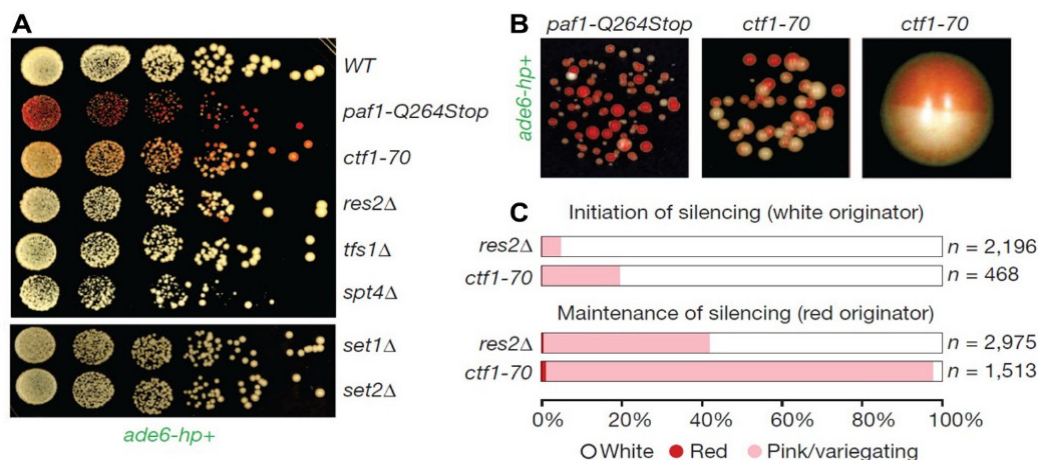 A
WT
paf1-Q264Stop
ctf1-70
res2Δ
tfs1Δ
spt4Δ
set1Δ
set2Δ
ade6-hp+
B
paf1-Q264Stop ctf1-70 ctf1-70
ade6-hp+
C
Initiation of silencing (white originator)
res2Δ n = 2,196
ctf1-70 n = 468
Maintenance of silencing (red originator)
res2Δ n = 2,975
ctf1-70 n = 1,513
0% 20% 40% 60% 80% 100%
White Red Pink/variegating